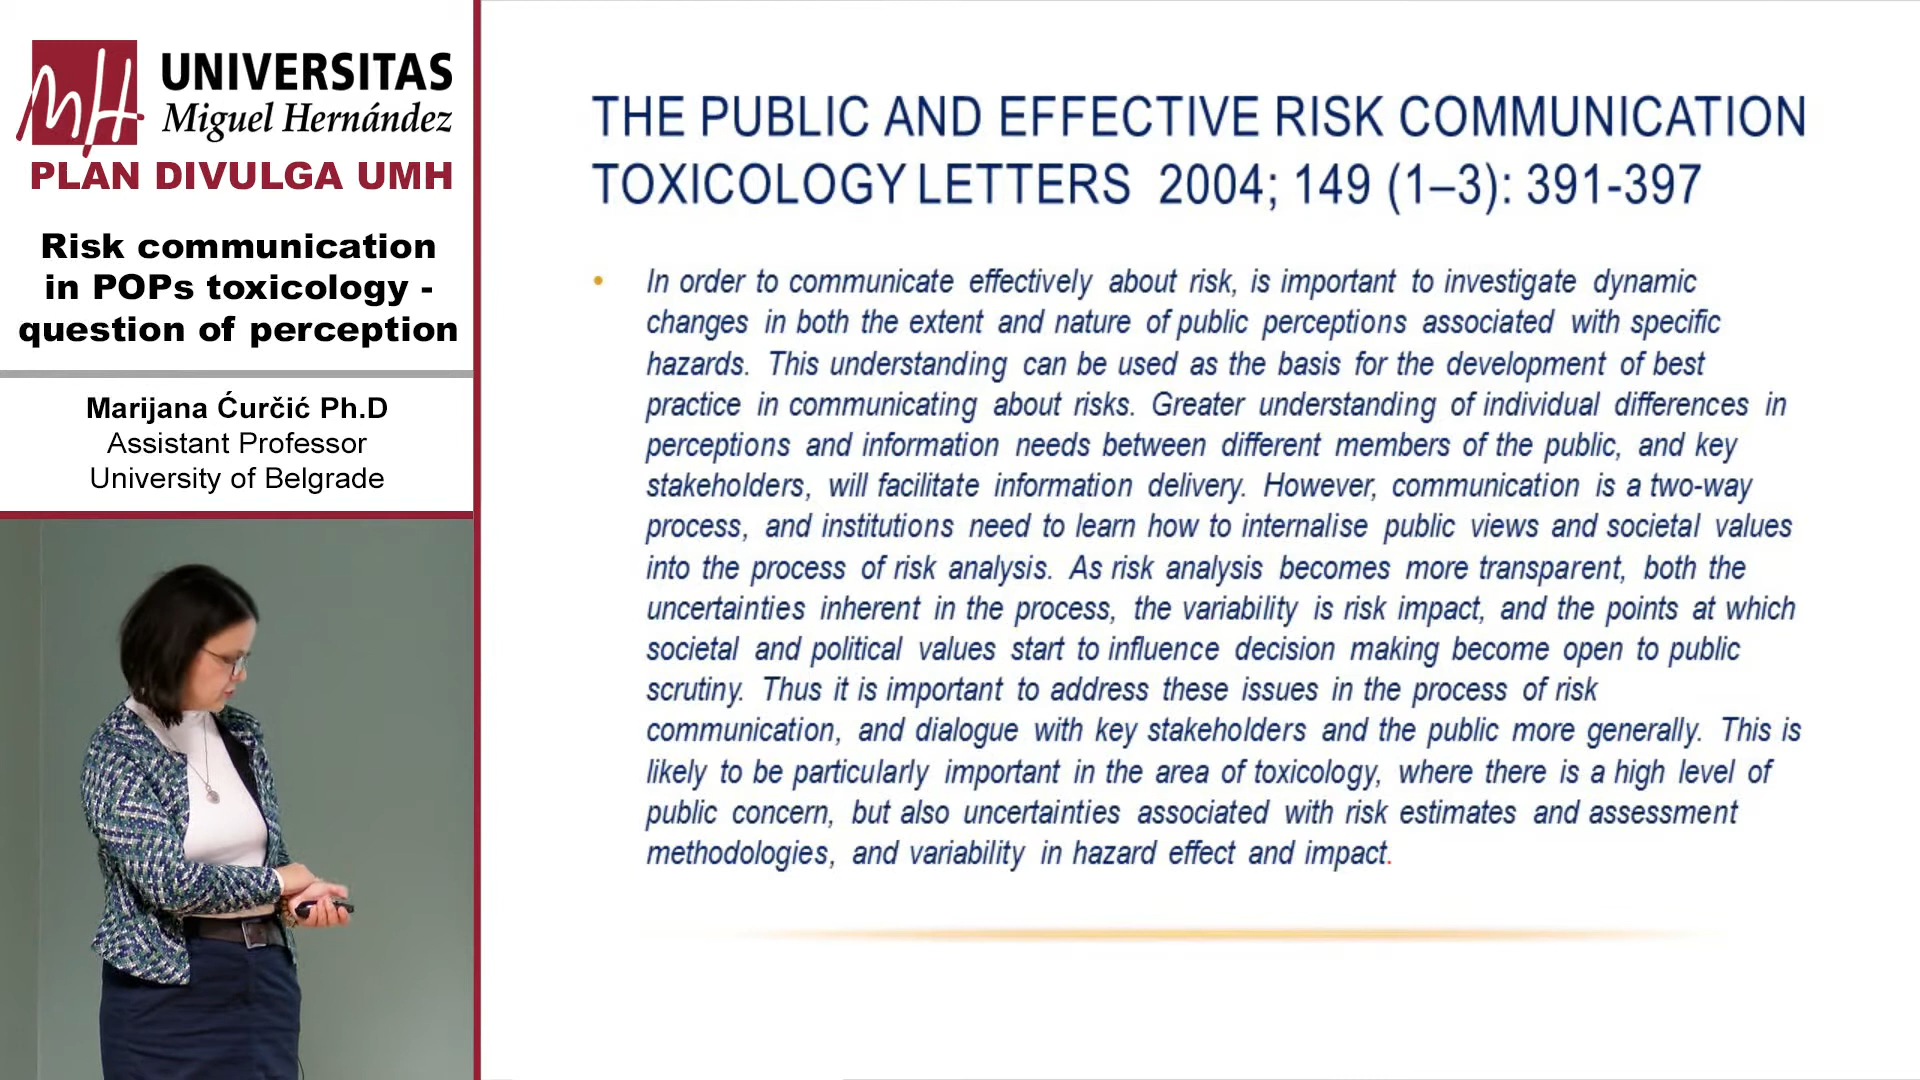 UNIVERSITAS
Miguel Hernández
PLAN DIVULGA UMH
Risk communication
in POPs toxicology -
question of perception
Marijana Ćurčić Ph.D
Assistant Professor
University of Belgrade
THE PUBLIC AND EFFECTIVE RISK COMMUNICATION
TOXICOLOGY LETTERS 2004; 149 (1–3): 391-397
• In order to communicate effectively about risk, is important to investigate dynamic
changes in both the extent and nature of public perceptions associated with specific
hazards. This understanding can be used as the basis for the development of best
practice in communicating about risks. Greater understanding of individual differences in
perceptions and information needs between different members of the public, and key
stakeholders, will facilitate information delivery. However, communication is a two-way
process, and institutions need to learn how to internalise public views and societal values
into the process of risk analysis. As risk analysis becomes more transparent, both the
uncertainties inherent in the process, the variability is risk impact, and the points at which
societal and political values start to influence decision making become open to public
scrutiny. Thus it is important to address these issues in the process of risk
communication, and dialogue with key stakeholders and the public more generally. This is
likely to be particularly important in the area of toxicology, where there is a high level of
public concern, but also uncertainties associated with risk estimates and assessment
methodologies, and variability in hazard effect and impact.